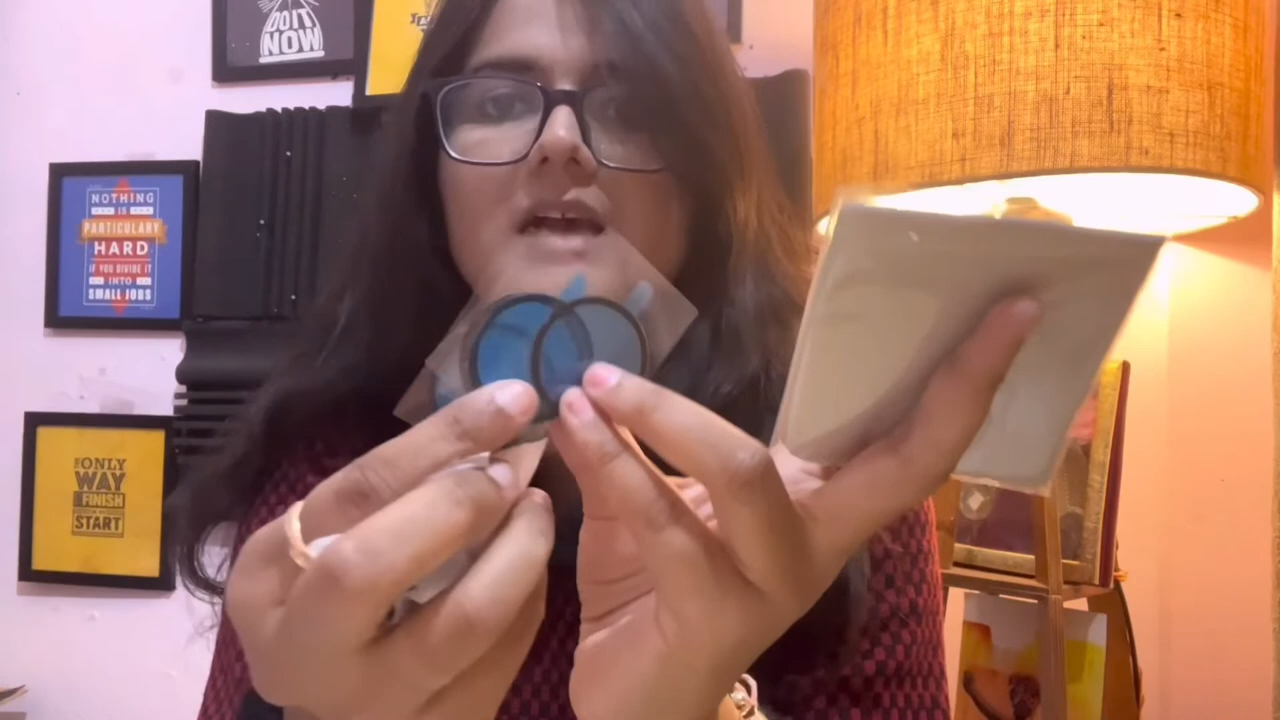 DO IT
NOW
NOTHING
IS
PARTICULARY
HARD
IF YOU DIVIDE IT
INTO
SMALL JOBS
ONLY
WAY
FINISH
START